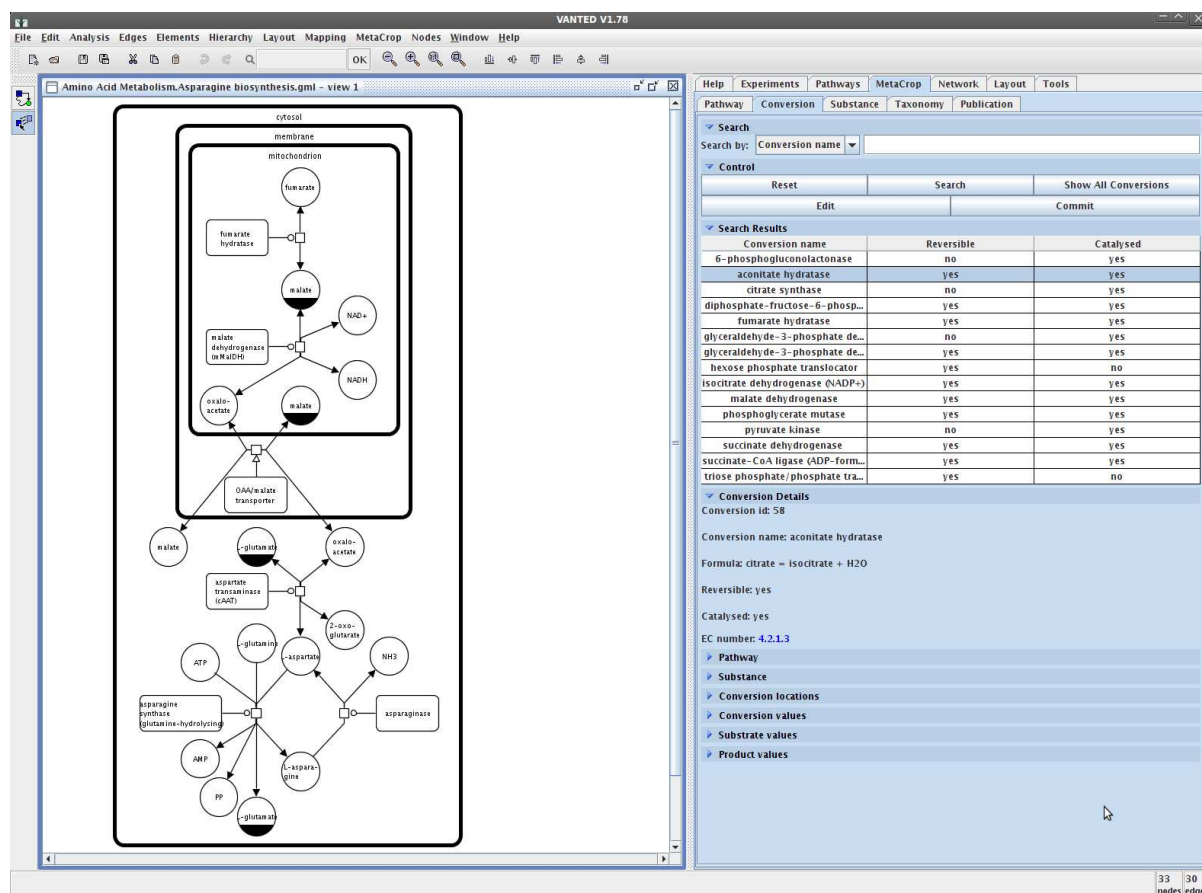 VANTED V1.78
File Edit Analysis Edges Elements Hierarchy Layout Mapping MetaCrop Nodes Window Help
OK
Amino Acid Metabolism.Asparagine biosynthesis.gml - view 1
cytosol
membrane
mitochondrion
fumarate
fumarate
hydratase
malate
NAD+
malate
dehydrogenase
(mMalDH)
NADH
oxalo-
acetate
malate
OAA/malate
transporter
malate
L-glutamate
oxalo-
acetate
aspartate
transaminase
(cAAT)
2-oxo-
glutarate
L-glutamine
L-aspartate
NH3
ATP
asparagine
synthase
(glutamine-hydrolysing)
asparaginase
AMP
L-aspara-
gine
PP
L-glutamate
Help Experiments Pathways MetaCrop Network Layout Tools
Pathway Conversion Substance Taxonomy Publication
Search
Search by: Conversion name
Control
Reset Search Show All Conversions
Edit Commit
Search Results
Conversion name Reversible Catalysed
6-phosphogluconolactonase no yes
aconitate hydratase yes yes
citrate synthase no yes
diphosphate-fructose-6-phosp... yes yes
fumarate hydratase yes yes
glyceraldehyde-3-phosphate de... no yes
glyceraldehyde-3-phosphate de... yes yes
hexose phosphate translocator yes no
isocitrate dehydrogenase (NADP+) yes yes
malate dehydrogenase yes yes
phosphoglycerate mutase yes yes
pyruvate kinase no yes
succinate dehydrogenase yes yes
succinate-CoA ligase (ADP-form... yes yes
triose phosphate/phosphate tra... yes no
Conversion Details
Conversion id: 58
Conversion name: aconitate hydratase
Formula: citrate = isocitrate + H2O
Reversible: yes
Catalysed: yes
EC number: 4.2.1.3
Pathway
Substance
Conversion locations
Conversion values
Substrate values
Product values
33 30
nodes edge